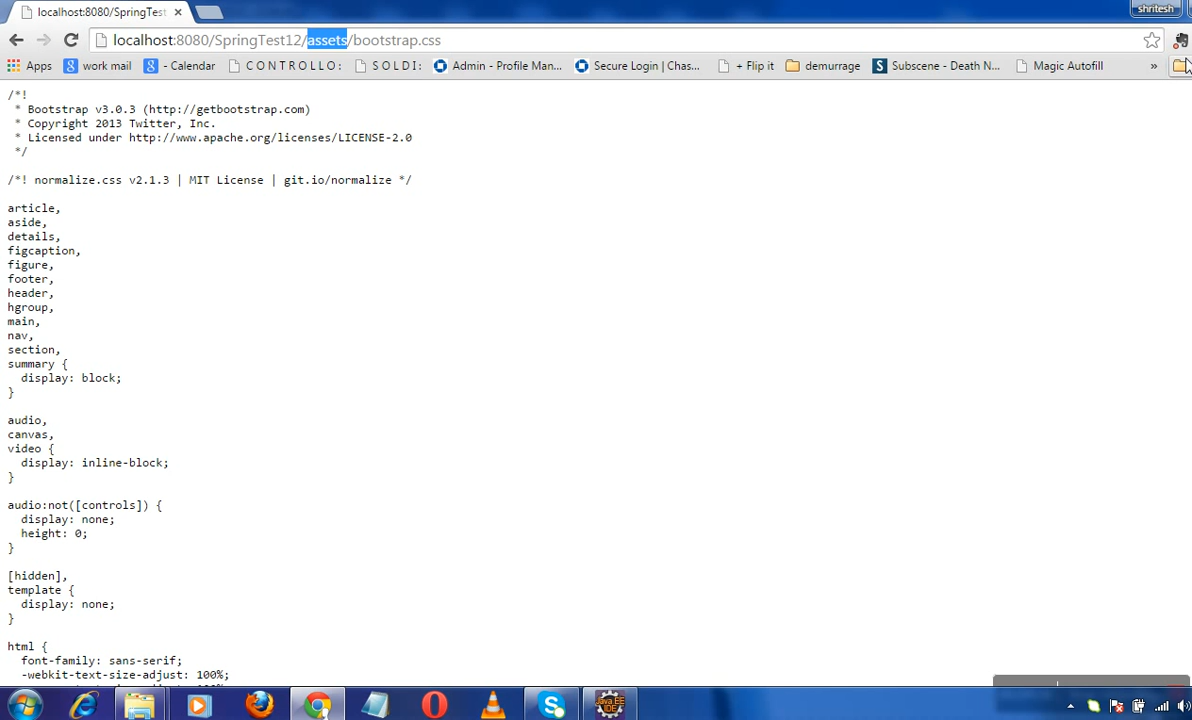 localhost:8080/SpringTest
shritesh
localhost:8080/SpringTest12/assets/bootstrap.css
Apps
work mail
- Calendar
C O N T R O L L O :
S O L D I :
Admin - Profile Man...
Secure Login | Chas...
+ Flip it
demurrage
Subscene - Death N...
Magic Autofill
»
/*!
 * Bootstrap v3.0.3 (http://getbootstrap.com)
 * Copyright 2013 Twitter, Inc.
 * Licensed under http://www.apache.org/licenses/LICENSE-2.0
 */
/*! normalize.css v2.1.3 | MIT License | git.io/normalize */
article,
aside,
details,
figcaption,
figure,
footer,
header,
hgroup,
main,
nav,
section,
summary {
  display: block;
}
audio,
canvas,
video {
  display: inline-block;
}
audio:not([controls]) {
  display: none;
  height: 0;
}
[hidden],
template {
  display: none;
}
html {
  font-family: sans-serif;
  -webkit-text-size-adjust: 100%;
Java EE
IDE